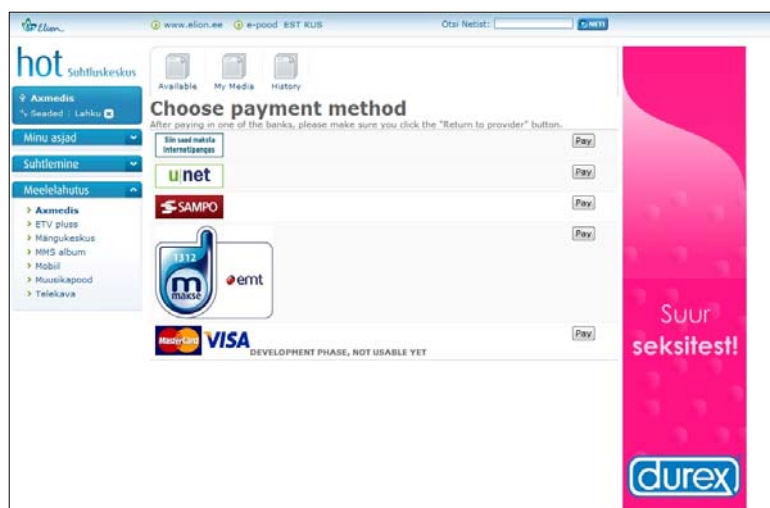 Elion
www.elion.ee e-pood EST RUS Otsi Netist: NETI
hot Suhtluskeskus
Axmedis
Seaded | Lahku
Minu asjad
Suhtlemine
Meelelahutus
Axmedis
ETV pluss
Mängukeskus
MMS album
Mobiil
Muusikapood
Telekava
Available My Media History
Choose payment method
After paying in one of the banks, please make sure you click the "Return to provider" button.
Siin saad maksta
internetipangas
Pay
u|net
Pay
SAMPO
Pay
1312
m
makse
emt
Pay
MasterCard VISA DEVELOPMENT PHASE, NOT USABLE YET
Pay
Suur
seksitest!
durex